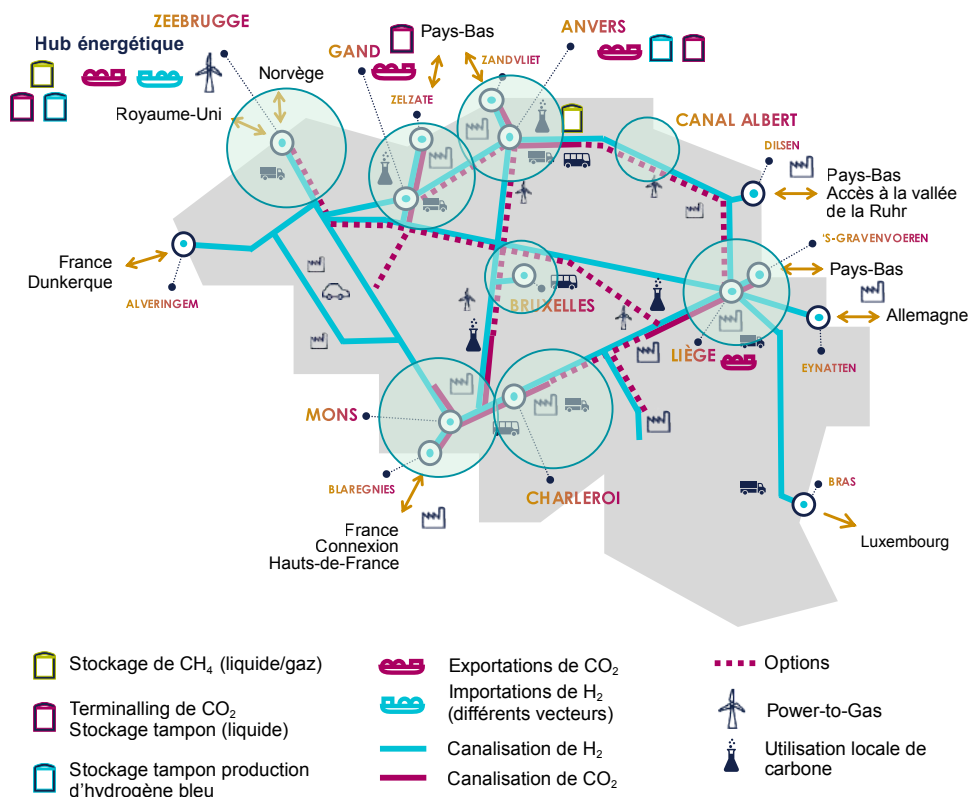 ZEEBRUGGE
Hub énergétique
Norvège
Royaume-Uni
GAND
Pays-Bas
ZELZATE
ZANDVLIET
ANVERS
CANAL ALBERT
DILSEN
Pays-Bas
Accès à la vallée
de la Ruhr
'S-GRAVENVOEREN
Pays-Bas
Allemagne
EYNATTEN
France
Dunkerque
ALVERINGEM
BRUXELLES
LIÈGE
MONS
BLAREGNIES
CHARLEROI
France
Connexion
Hauts-de-France
BRAS
Luxembourg
Stockage de CH₄ (liquide/gaz)
Terminalling de CO₂
Stockage tampon (liquide)
Stockage tampon production
d'hydrogène bleu
Exportations de CO₂
Importations de H₂
(différents vecteurs)
Canalisation de H₂
Canalisation de CO₂
Options
Power-to-Gas
Utilisation locale de
carbone